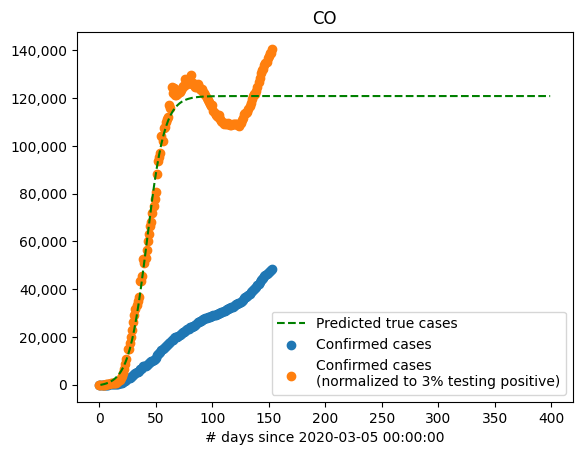 CO
140,000
120,000
100,000
80,000
60,000
40,000
20,000
0
0 50 100 150 200 250 300 350 400
# days since 2020-03-05 00:00:00
Predicted true cases
Confirmed cases
Confirmed cases
(normalized to 3% testing positive)